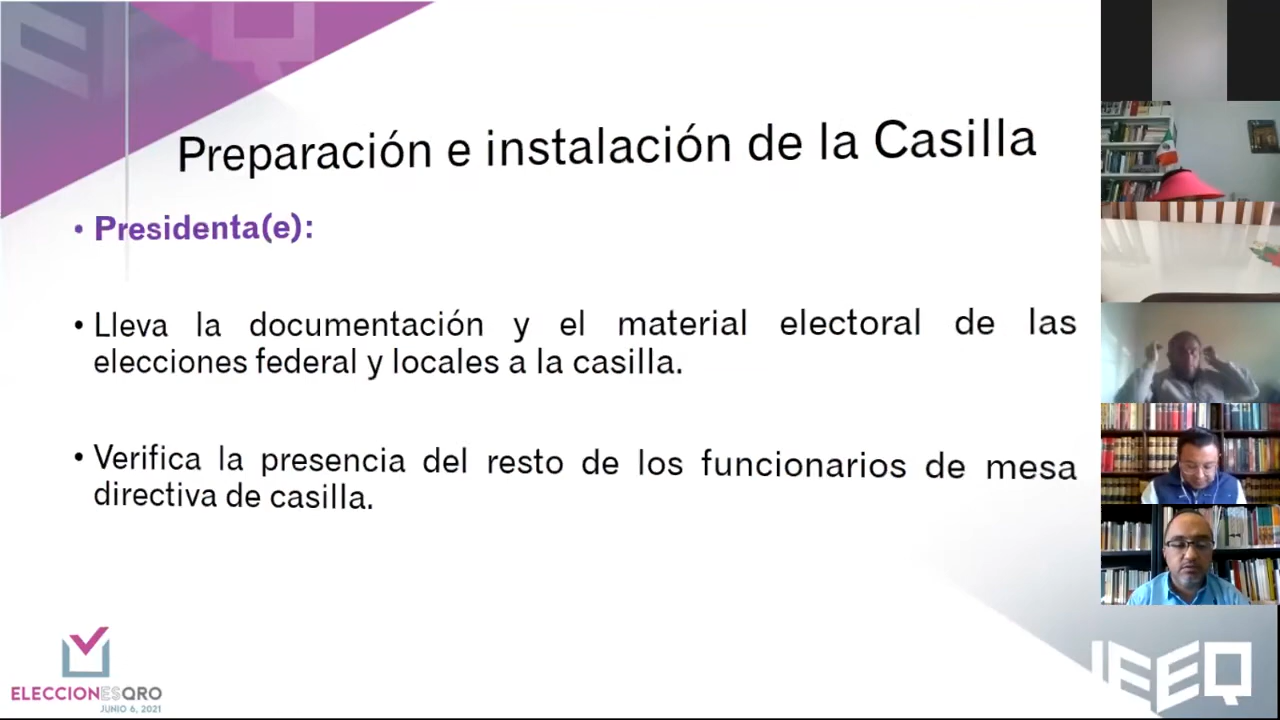 Preparación e instalación de la Casilla
• Presidenta(e):
• Lleva la documentación y el material electoral de las
elecciones federal y locales a la casilla.
• Verifica la presencia del resto de los funcionarios de mesa
directiva de casilla.
ELECCIONESQRO
JUNIO 6, 2021
IEEQ